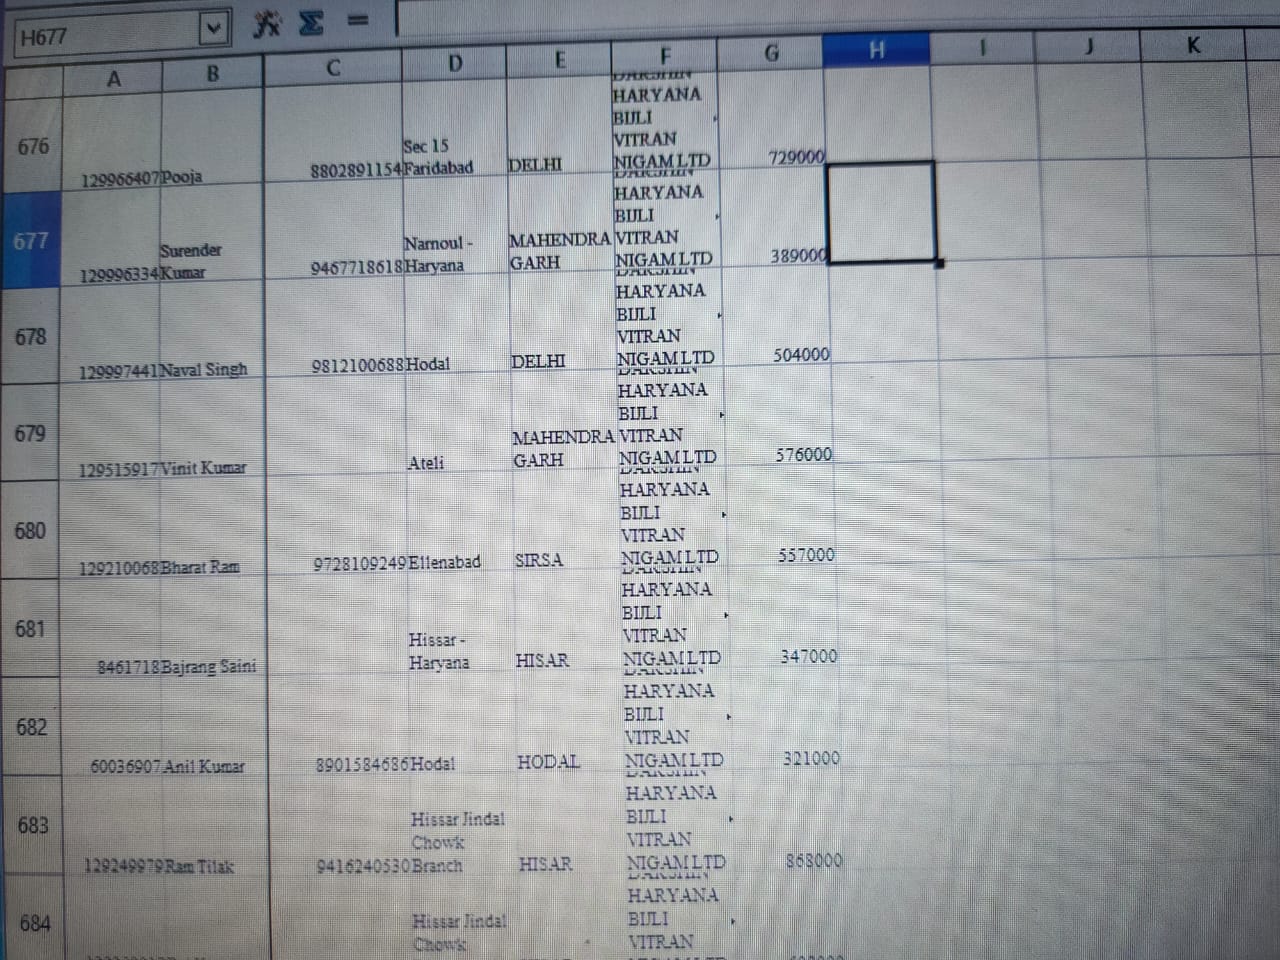 H677
A B C D E F G H I J K
676 129966407 Pooja 8802891154 Sec 15 Faridabad DELHI HARYANA BIJLI VITRAN NIGAM LTD 729000
677 129996334 Surender Kumar 9467718618 Narnoul - Haryana MAHENDRA GARH DAKSHIN HARYANA BIJLI VITRAN NIGAM LTD 389000
678 129997441 Naval Singh 9812100688 Hodal DELHI DAKSHIN HARYANA BIJLI VITRAN NIGAM LTD 504000
679 129515917 Vinit Kumar Ateli MAHENDRA GARH DAKSHIN HARYANA BIJLI VITRAN NIGAM LTD 576000
680 129210068 Bharat Ram 9728109249 Ellenabad SIRSA DAKSHIN HARYANA BIJLI VITRAN NIGAM LTD 557000
681 8461718 Bajrang Saini Hissar - Haryana HISAR DAKSHIN HARYANA BIJLI VITRAN NIGAM LTD 347000
682 60036907 Anil Kumar 8901584686 Hodal HODAL DAKSHIN HARYANA BIJLI VITRAN NIGAM LTD 321000
683 129249979 Ram Tilak 9416240530 Hissar Jindal Chowk Branch HISAR DAKSHIN HARYANA BIJLI VITRAN NIGAM LTD 868000
684 Hissar Jindal Chowk DAKSHIN HARYANA BIJLI VITRAN